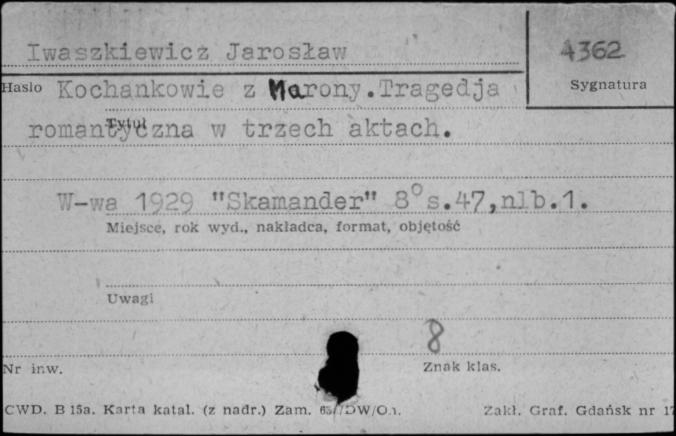 Iwaszkiewicz Jarosław
4362
Hasło Kochankowie z Marony. Tragedja
Sygnatura
Tytuł romantyczna w trzech aktach.
W-wa 1929 "Skamander" 8° s.47, nlb.1.
Miejsce, rok wyd., nakładca, format, objętość
Uwagi
8
Nr inw.
Znak klas.
CWD. B 15a. Karta katal. (z nadr.) Zam. /DW/
Zakł. Graf. Gdańsk nr 17